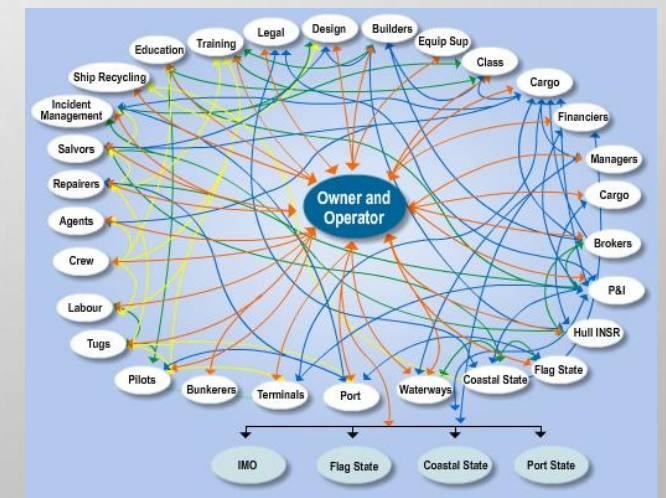 Design
Builders
Legal
Training
Equip Sup
Education
Class
Ship Recycling
Cargo
Incident
Management
Financiers
Salvors
Managers
Repairers
Cargo
Owner and
Operator
Agents
Brokers
Crew
P&I
Labour
Hull INSR
Tugs
Flag State
Pilots
Coastal State
Bunkerers
Terminals
Port
Waterways
IMO
Flag State
Coastal State
Port State